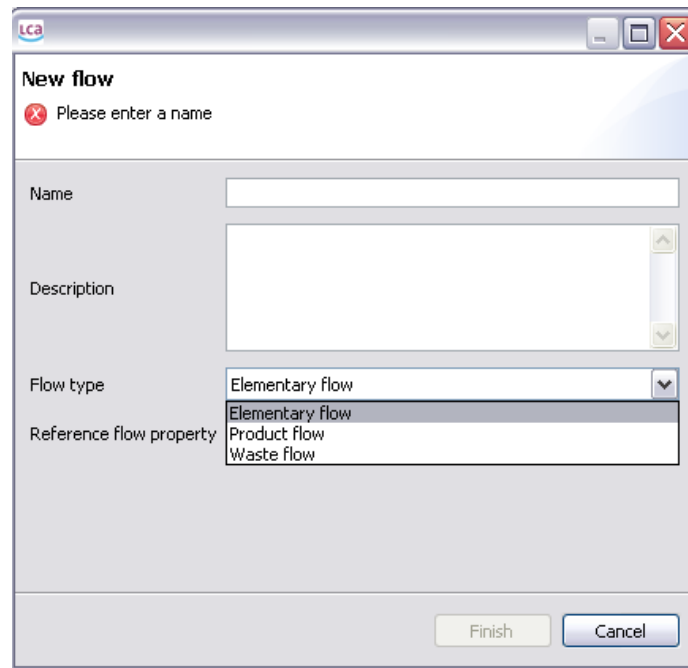 LCA
New flow
Please enter a name
Name
Description
Flow type
Elementary flow
Elementary flow
Reference flow property
Product flow
Waste flow
Finish
Cancel